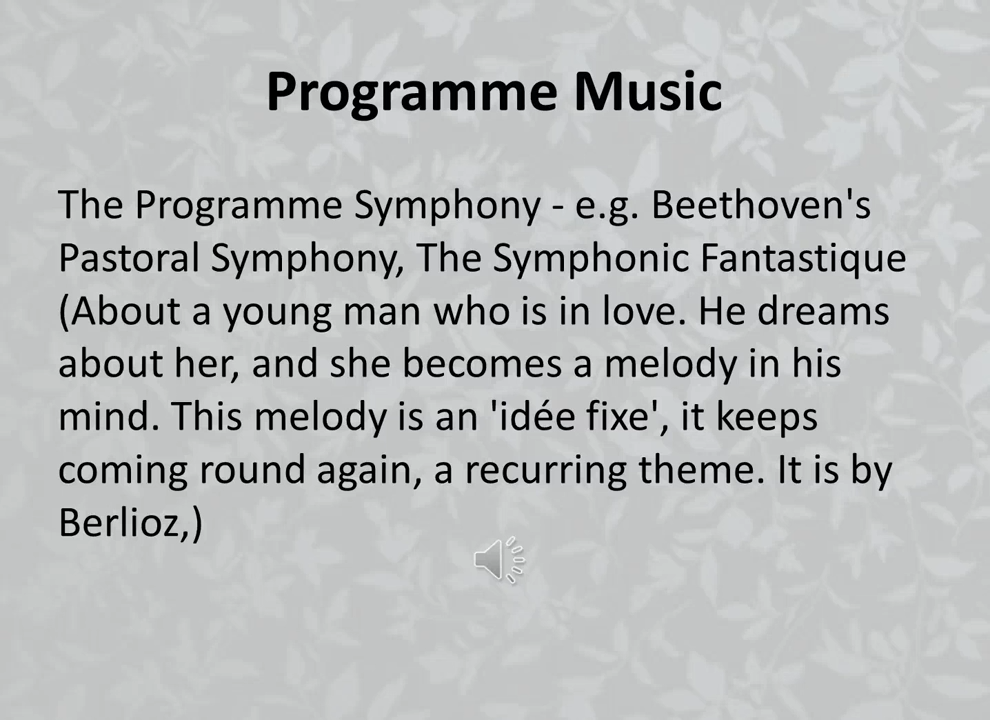 Programme Music
The Programme Symphony - e.g. Beethoven's
Pastoral Symphony, The Symphonic Fantastique
(About a young man who is in love. He dreams
about her, and she becomes a melody in his
mind. This melody is an 'idée fixe', it keeps
coming round again, a recurring theme. It is by
Berlioz,)